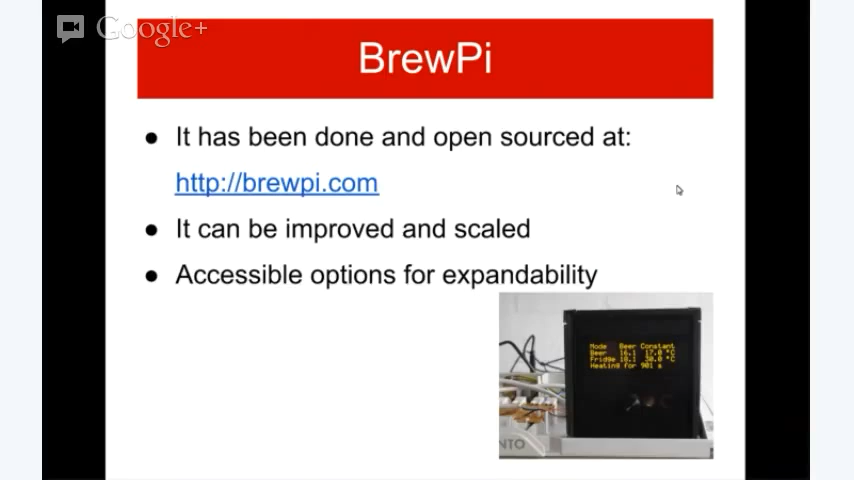 Google+
BrewPi
● It has been done and open sourced at:
http://brewpi.com
● It can be improved and scaled
● Accessible options for expandability
Mode Beer Constant
Beer 16.1 17.0 °C
Fridge 18.1 30.0 °C
Heating for 901 s
NTO